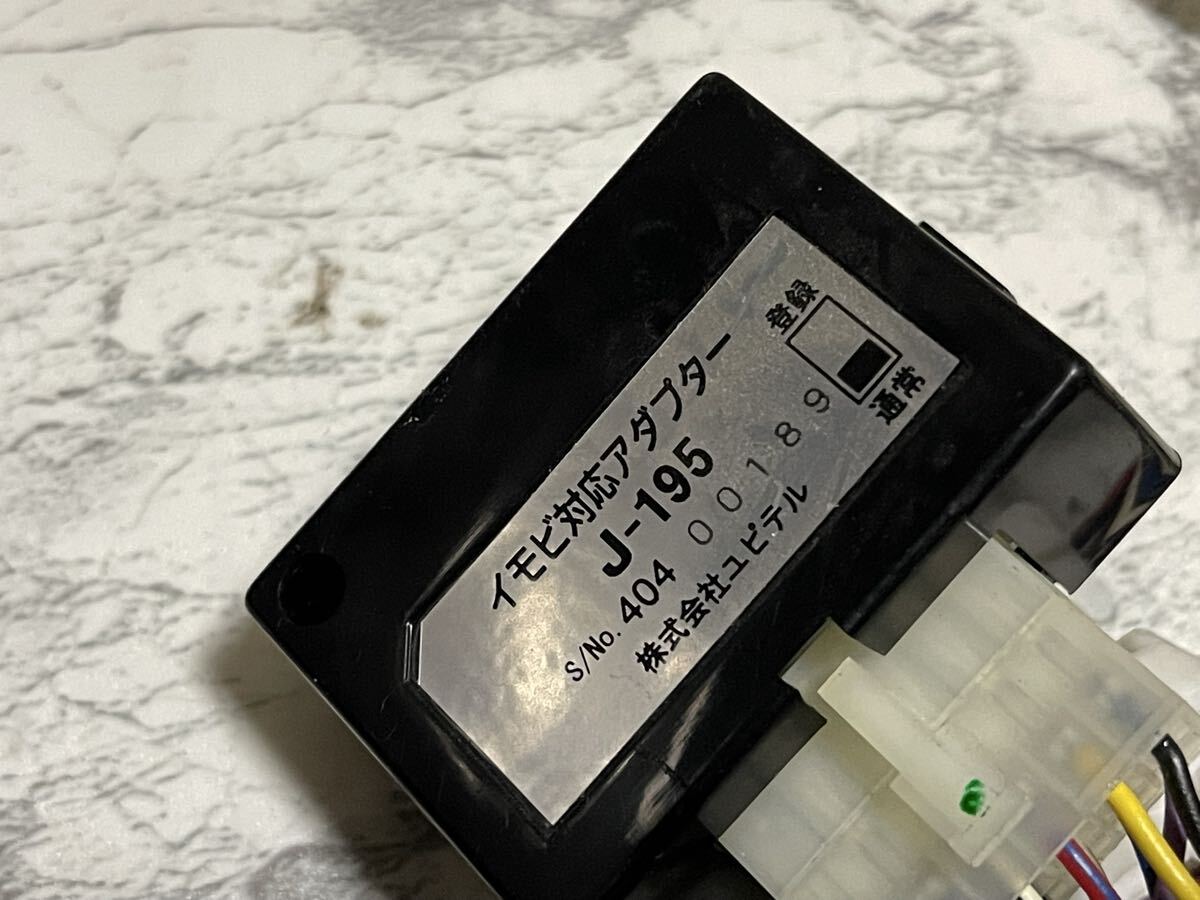 イモビ対応アダプター
J-195
S/No. 404 00189
株式会社ユピテル
登録
通常